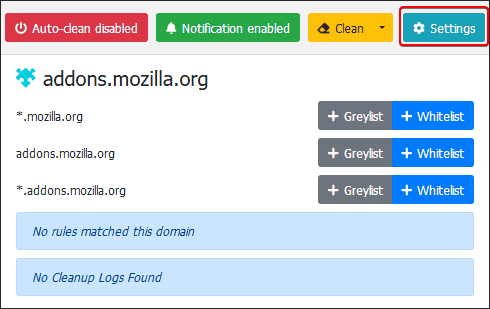 Auto-clean disabled Notification enabled Clean Settings
addons.mozilla.org
*.mozilla.org + Greylist + Whitelist
addons.mozilla.org + Greylist + Whitelist
*.addons.mozilla.org + Greylist + Whitelist
No rules matched this domain
No Cleanup Logs Found